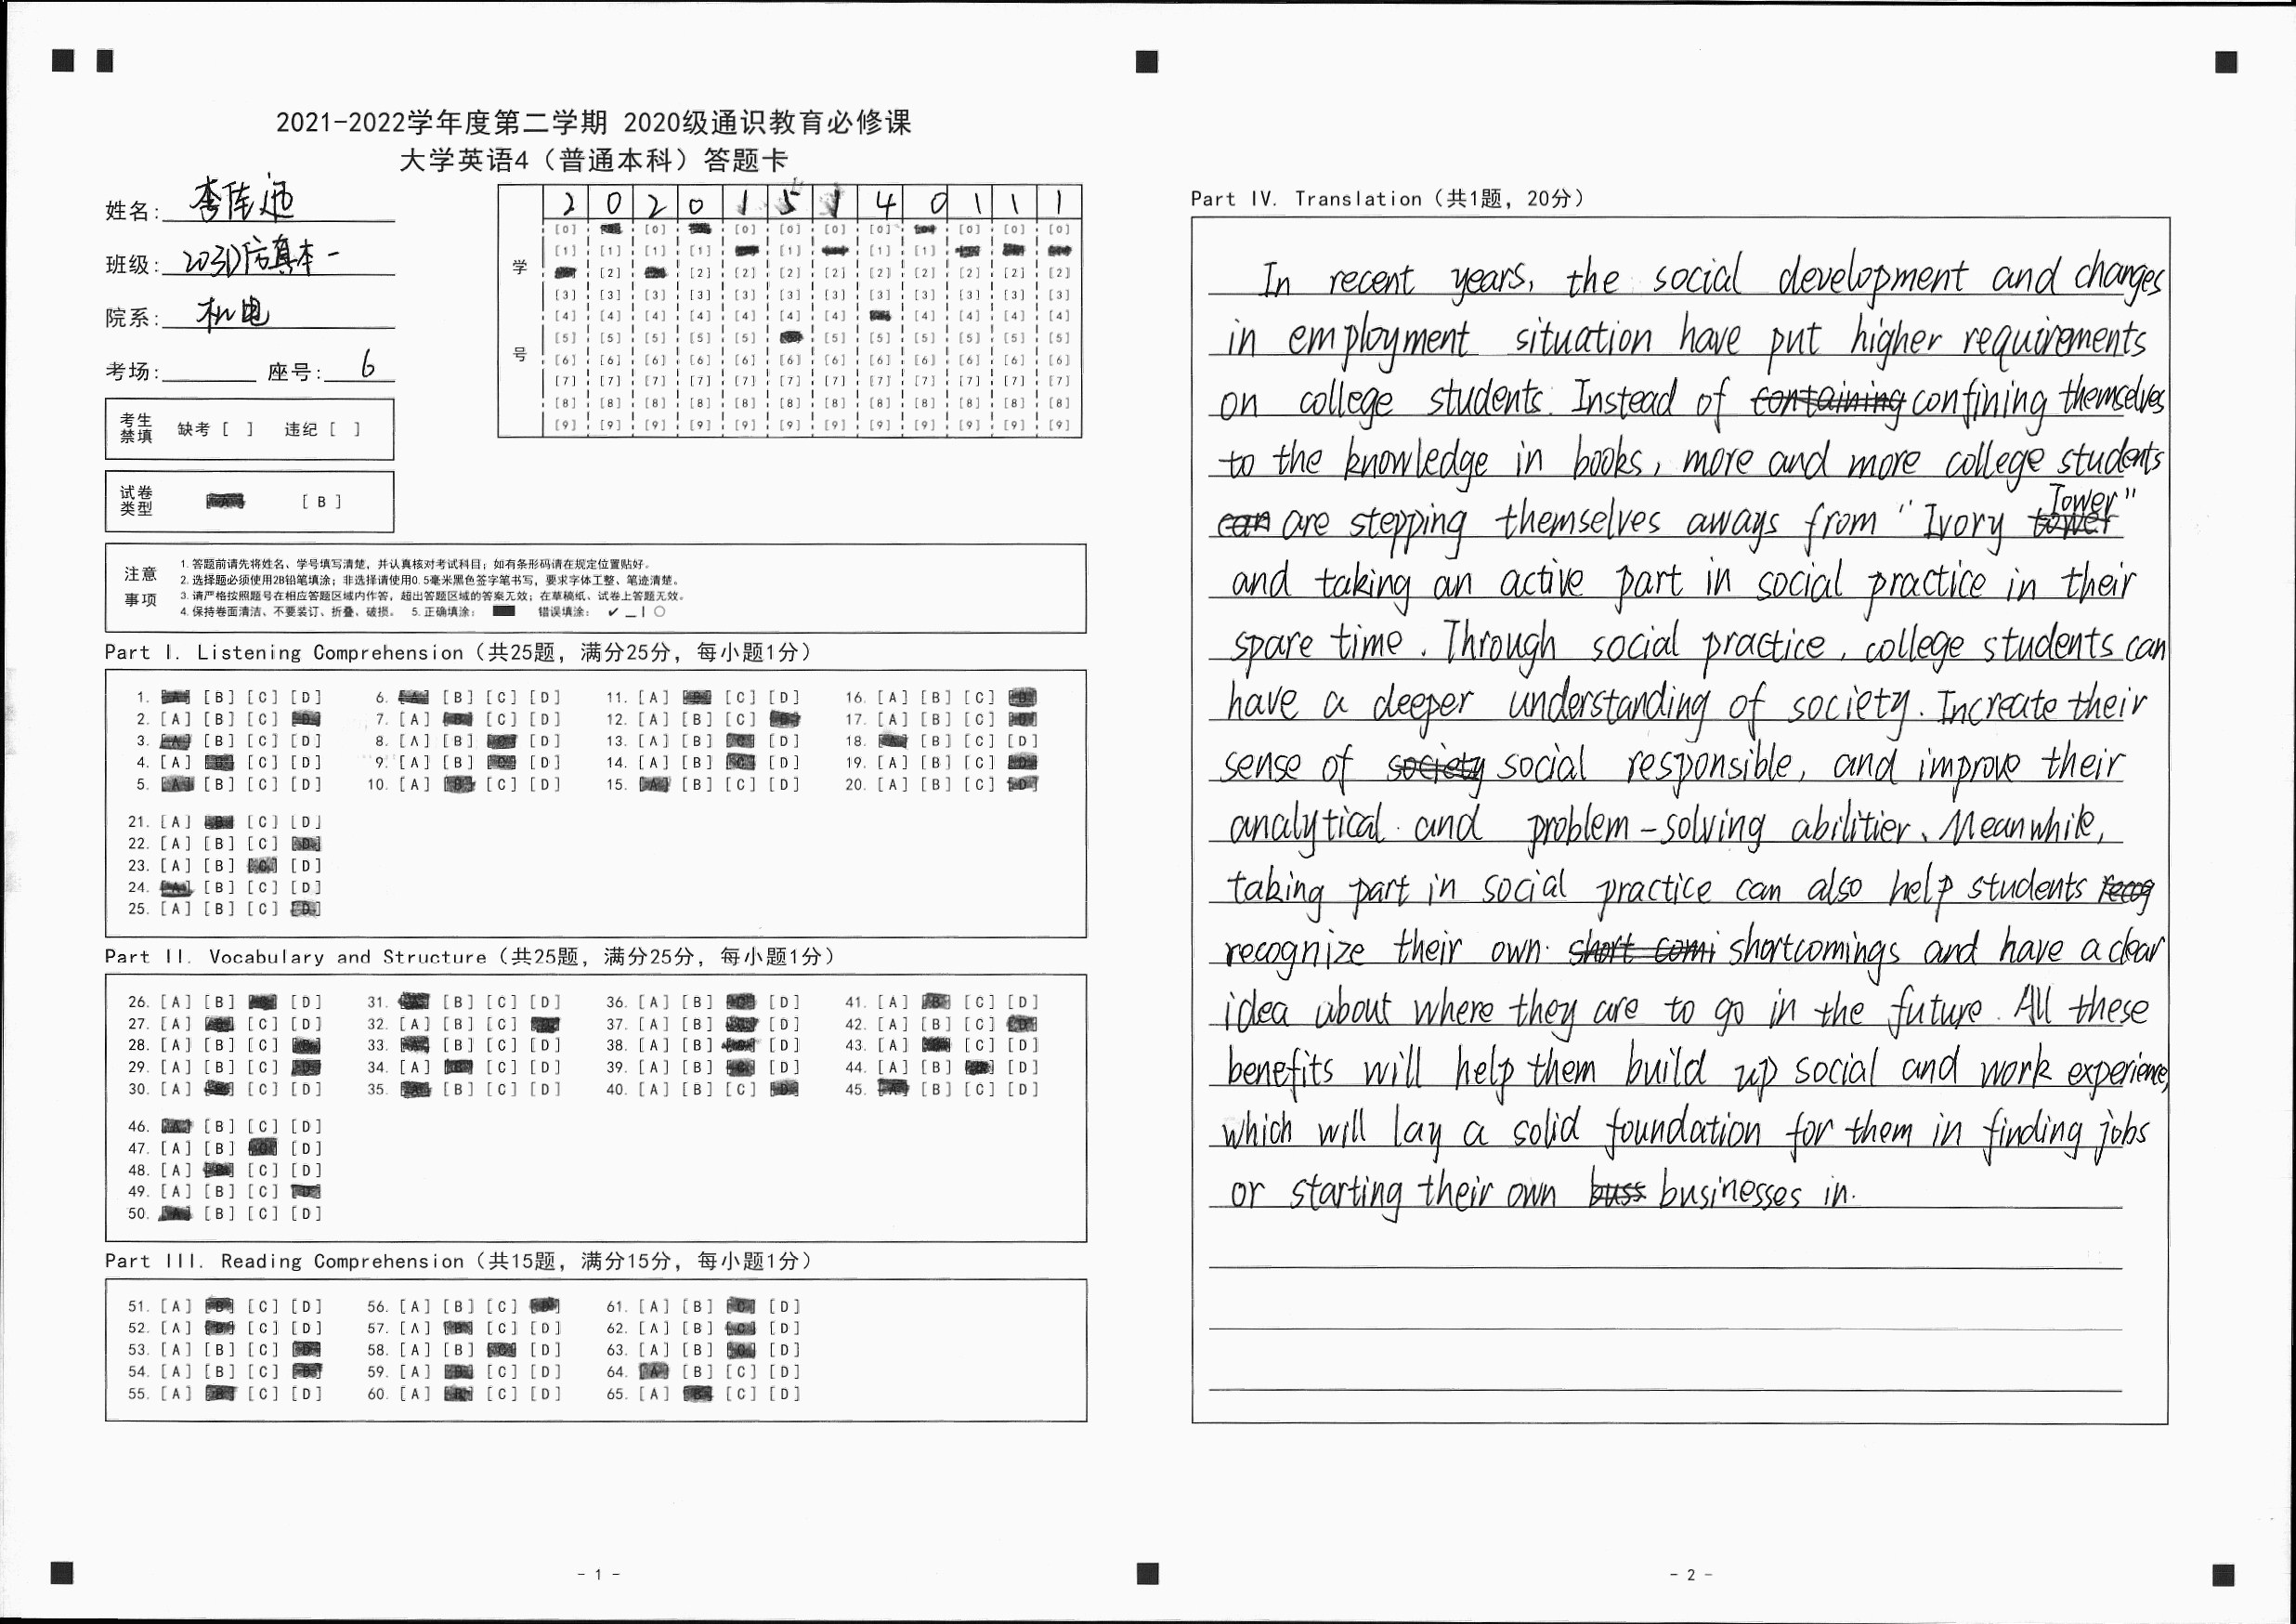 2021-2022学年度第二学期 2020级通识教育必修课
大学英语4（普通本科）答题卡
姓名：李佳迅
班级：
院系：机电
考场： 座号：6
考生禁填 缺考 [ ] 违纪 [ ]
试卷类型 [ B ]
学号
2 0 2 0 1 5 1 4 0 1 1 1
[0] [0] [0] [0] [0] [0] [0] [0] [0]
[1] [1] [1] [1] [1] [1] [1]
[2] [2] [2] [2] [2] [2] [2] [2] [2] [2]
[3] [3] [3] [3] [3] [3] [3] [3] [3] [3] [3] [3]
[4] [4] [4] [4] [4] [4] [4] [4] [4] [4] [4]
[5] [5] [5] [5] [5] [5] [5] [5] [5] [5] [5]
[6] [6] [6] [6] [6] [6] [6] [6] [6] [6] [6] [6]
[7] [7] [7] [7] [7] [7] [7] [7] [7] [7] [7] [7]
[8] [8] [8] [8] [8] [8] [8] [8] [8] [8] [8] [8]
[9] [9] [9] [9] [9] [9] [9] [9] [9] [9] [9] [9]
注意事项
1.答题前请先将姓名、学号填写清楚，并认真核对考试科目；如有条形码请在规定位置贴好。
2.选择题必须使用2B铅笔填涂；非选择请使用0.5毫米黑色签字笔书写，要求字体工整、笔迹清楚。
3.请严格按照题号在相应答题区域内作答，超出答题区域的答案无效；在草稿纸、试卷上答题无效。
4.保持卷面清洁、不要装订、折叠、破损。 5.正确填涂： 错误填涂：
Part I. Listening Comprehension（共25题，满分25分，每小题1分）
1. [B] [C] [D] 6. [B] [C] [D] 11. [A] [C] [D] 16. [A] [B] [C]
2. [A] [B] [C] 7. [A] [C] [D] 12. [A] [B] [C] 17. [A] [B] [C]
3. [B] [C] [D] 8. [A] [B] [D] 13. [A] [B] [D] 18. [B] [C] [D]
4. [A] [C] [D] 9. [A] [B] [D] 14. [A] [B] [D] 19. [A] [B] [C]
5. [B] [C] [D] 10. [A] [C] [D] 15. [B] [C] [D] 20. [A] [B] [C]
21. [A] [C] [D]
22. [A] [B] [C]
23. [A] [B] [D]
24. [B] [C] [D]
25. [A] [B] [C]
Part II. Vocabulary and Structure（共25题，满分25分，每小题1分）
26. [A] [B] [D] 31. [B] [C] [D] 36. [A] [B] [D] 41. [A] [C] [D]
27. [A] [C] [D] 32. [A] [B] [C] 37. [A] [B] [D] 42. [A] [B] [C]
28. [A] [B] [C] 33. [B] [C] [D] 38. [A] [B] [D] 43. [A] [C] [D]
29. [A] [B] [C] 34. [A] [C] [D] 39. [A] [B] [D] 44. [A] [B] [D]
30. [A] [C] [D] 35. [B] [C] [D] 40. [A] [B] [C] 45. [B] [C] [D]
46. [B] [C] [D]
47. [A] [B] [D]
48. [A] [C] [D]
49. [A] [B] [C]
50. [B] [C] [D]
Part III. Reading Comprehension（共15题，满分15分，每小题1分）
51. [A] [C] [D] 56. [A] [B] [C] 61. [A] [B] [D]
52. [A] [C] [D] 57. [A] [C] [D] 62. [A] [B] [D]
53. [A] [B] [C] 58. [A] [B] [D] 63. [A] [B] [D]
54. [A] [B] [C] 59. [A] [C] [D] 64. [B] [C] [D]
55. [A] [C] [D] 60. [A] [C] [D] 65. [A] [C] [D]
- 1 -
Part IV. Translation（共1题，20分）
In recent years, the social development and changes
in employment situation have put higher requirements
on college students. Instead of containing confining themselves
to the knowledge in books, more and more college students
can are stepping themselves aways from "Ivory tower Tower"
and taking an active part in social practice in their
spare time. Through social practice, college students can
have a deeper understanding of society. Increate their
sense of society social responsible, and improve their
analytical and problem-solving abilitier. Meanwhile,
taking part in social practice can also help students recog
recognize their own short comi shortcomings and have a clear
idea about where they are to go in the future. All these
benefits will help them build up social and work experience,
which will lay a solid foundation for them in finding jobs
or starting their own buss businesses in.
- 2 -